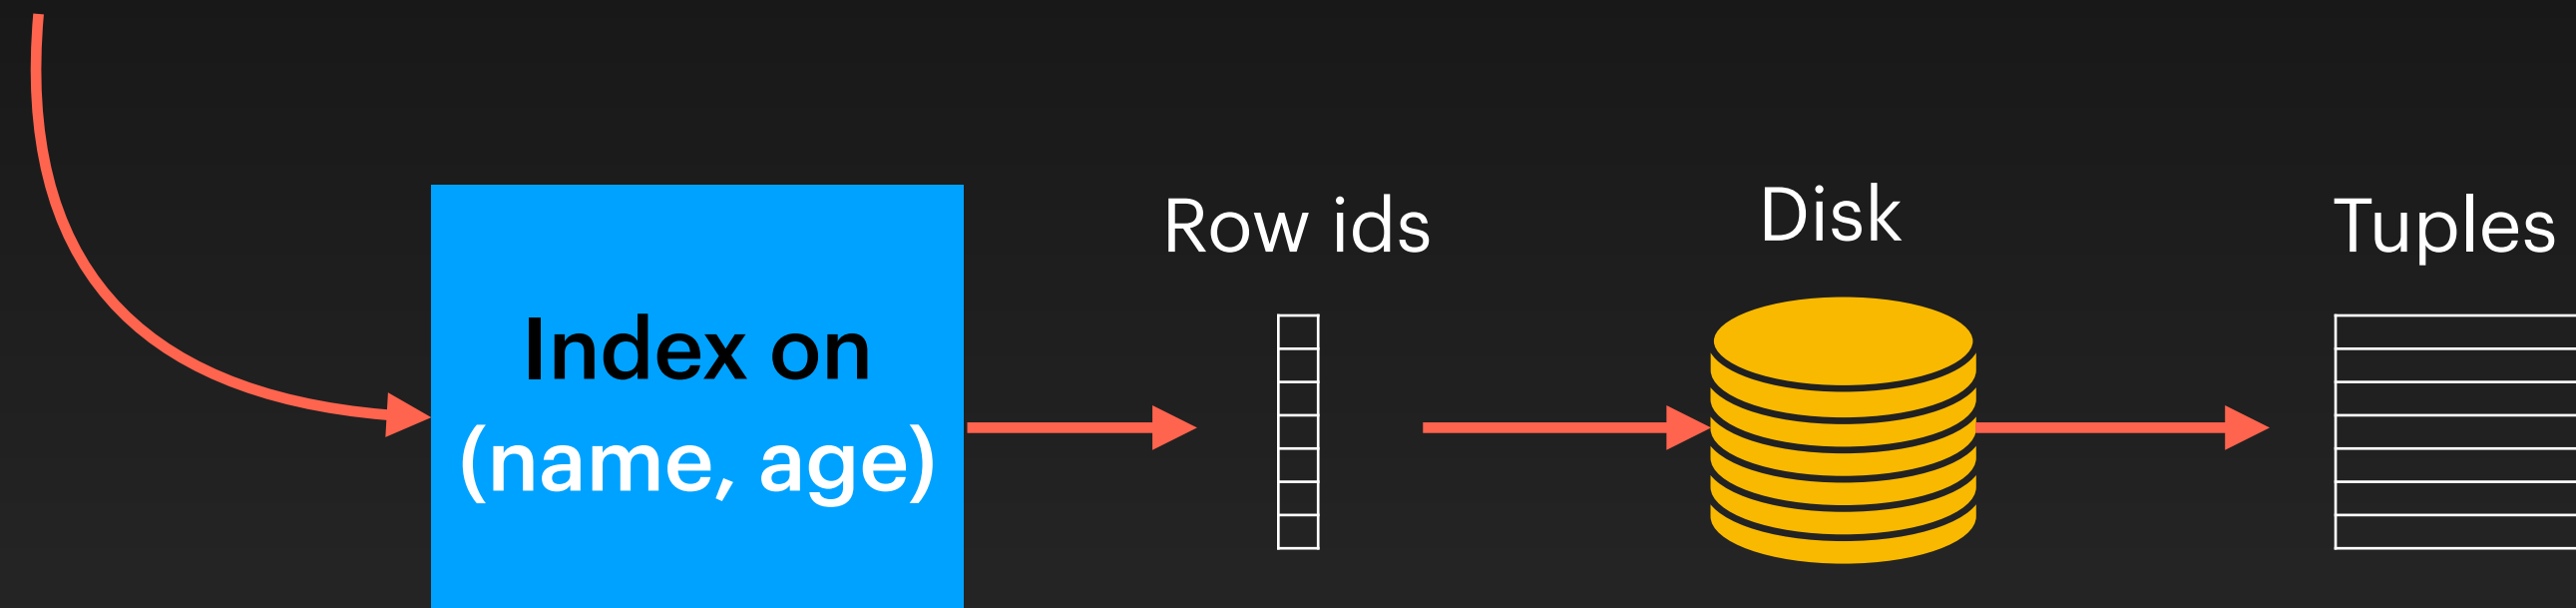 Row ids
Disk
Tuples
Index on
(name, age)